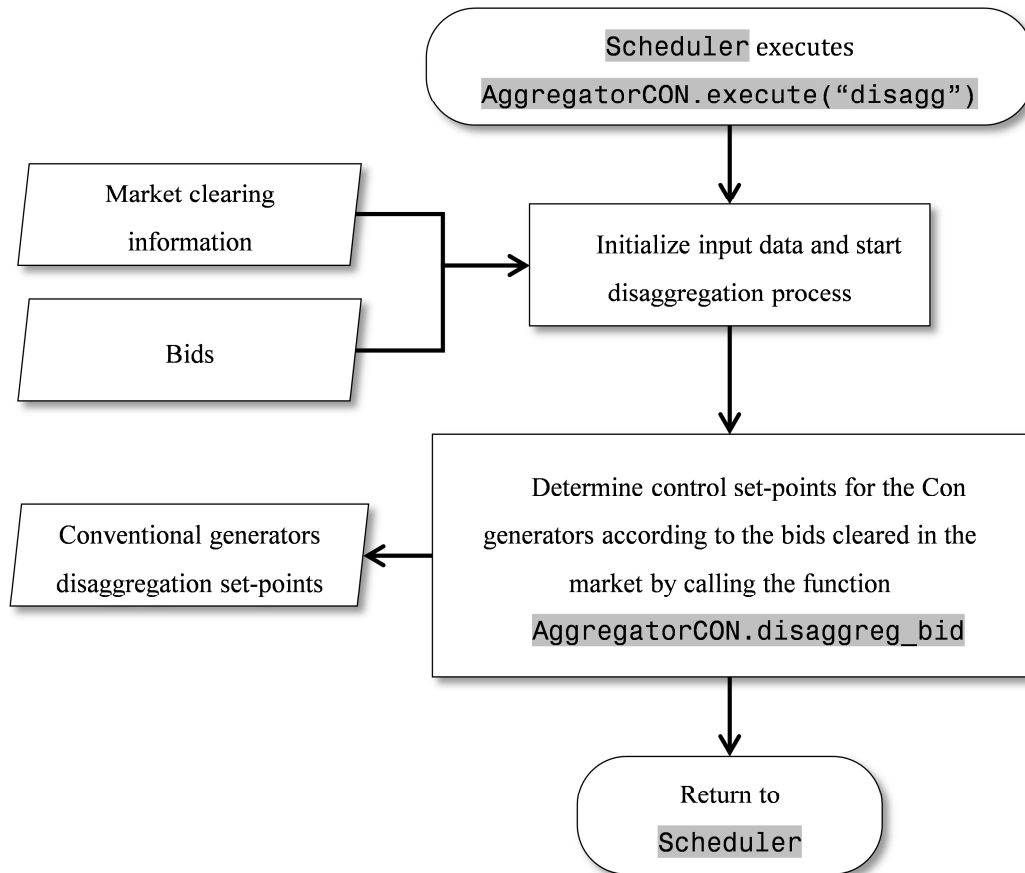 Scheduler executes
AggregatorCON.execute(“disagg”)
Market clearing
information
Initialize input data and start
disaggregation process
Bids
Determine control set-points for the Con
generators according to the bids cleared in the
market by calling the function
AggregatorCON.disaggreg_bid
Conventional generators
disaggregation set-points
Return to
Scheduler